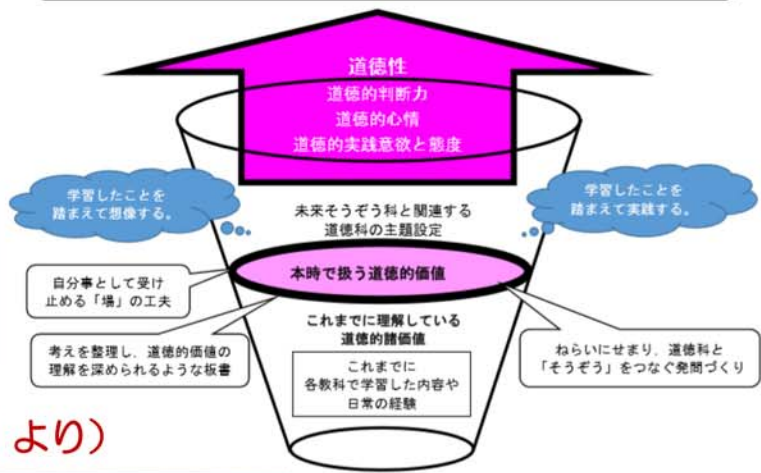 道徳性
道徳的判断力
道徳的心情
道徳的実践意欲と態度
学習したことを
踏まえて想像する。
学習したことを
踏まえて実践する。
未来そうぞう科と関連する
道徳科の主題設定
本時で扱う道徳的価値
自分事として受け
止める「場」の工夫
これまでに理解している
道徳的諸価値
考えを整理し、道徳的価値の
理解を深められるような板書
ねらいにせまり、道徳科と
「そうぞう」をつなぐ発問づくり
これまでに
各教科で学習した内容や
日常の経験
より）